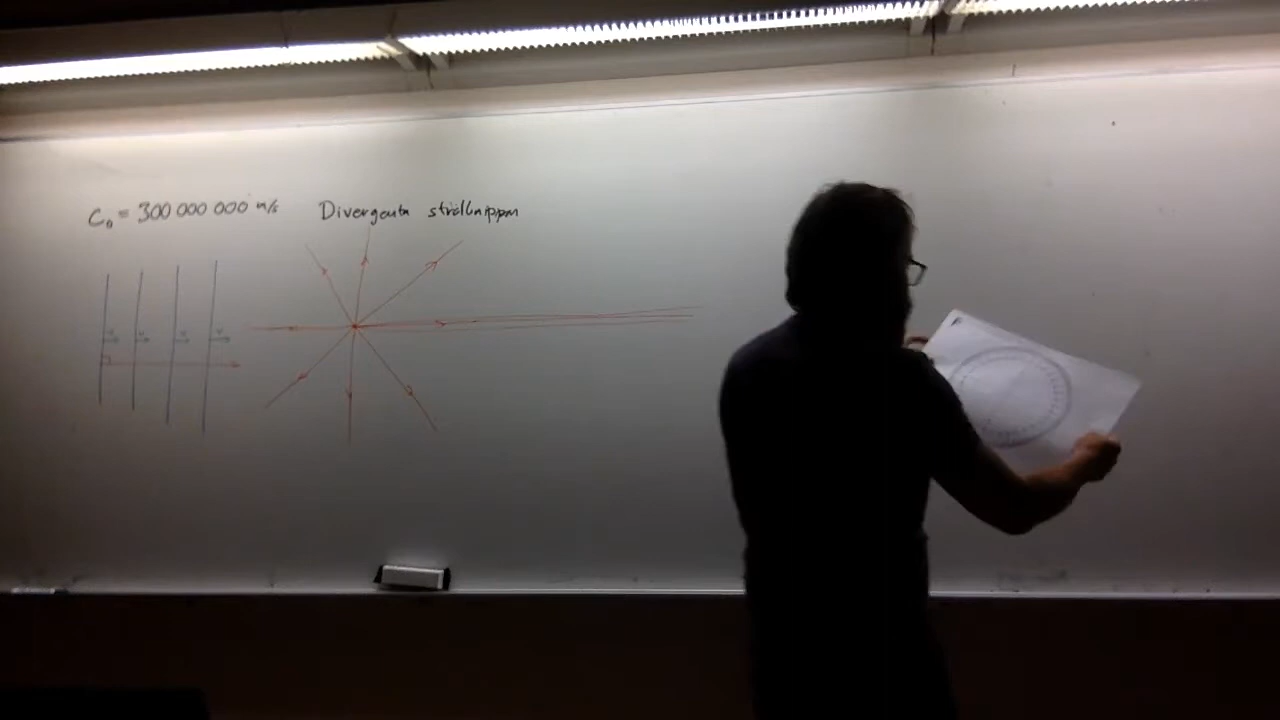 C₀ = 300 000 000 m/s
Divergenta strålknippen
v v v v